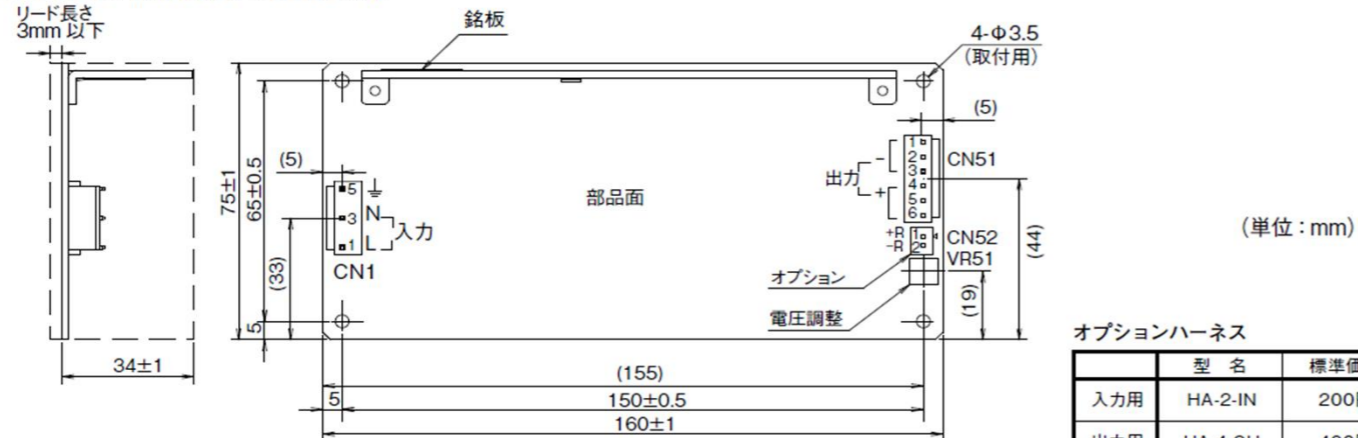 リード長さ
3mm 以下
銘板
4-Φ3.5
(取付用)
(5)
(5)
75±1
65±0.5
5
N
L
入力
CN1
5
3
1
(33)
部品面
出力
-
+
1
2
3
4
5
6
CN51
+R
-R
1
2
CN52
VR51
(44)
(19)
オプション
電圧調整
(単位:mm)
34±1
(155)
5
150±0.5
160±1
オプションハーネス
型 名
入力用 HA-2-IN 200